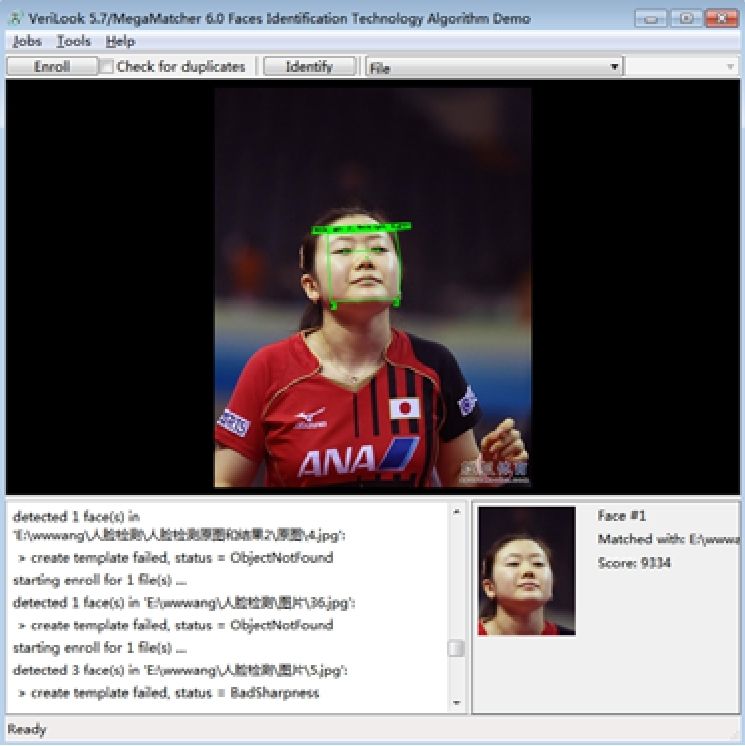 VeriLook 5.7/MegaMatcher 6.0 Faces Identification Technology Algorithm Demo
Jobs Tools Help
Enroll Check for duplicates Identify File
ANA
detected 1 face(s) in
'E:\wwwang\人脸检测\人脸检测原图和结果2\原图\4.jpg':
> create template failed, status = ObjectNotFound
starting enroll for 1 file(s) ...
detected 1 face(s) in 'E:\wwwang\人脸检测\图片\36.jpg':
> create template failed, status = ObjectNotFound
starting enroll for 1 file(s) ...
detected 3 face(s) in 'E:\wwwang\人脸检测\图片\5.jpg':
> create template failed, status = BadSharpness
Face #1
Matched with: E:\wwwa
Score: 9334
Ready